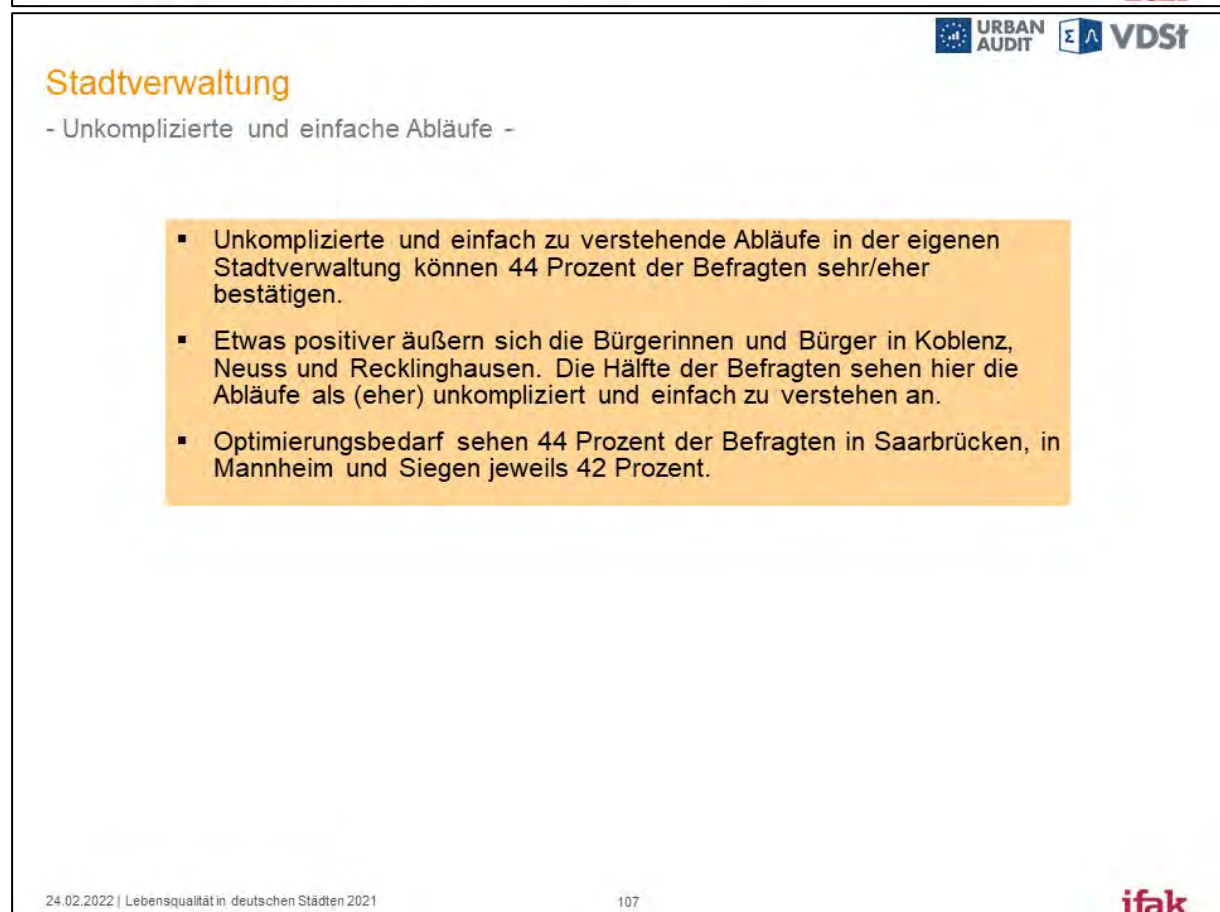 URBAN
AUDIT
VDSt
Stadtverwaltung
- Unkomplizierte und einfache Abläufe -
▪ Unkomplizierte und einfach zu verstehende Abläufe in der eigenen
Stadtverwaltung können 44 Prozent der Befragten sehr/eher
bestätigen.
▪ Etwas positiver äußern sich die Bürgerinnen und Bürger in Koblenz,
Neuss und Recklinghausen. Die Hälfte der Befragten sehen hier die
Abläufe als (eher) unkompliziert und einfach zu verstehen an.
▪ Optimierungsbedarf sehen 44 Prozent der Befragten in Saarbrücken, in
Mannheim und Siegen jeweils 42 Prozent.
24.02.2022 | Lebensqualität in deutschen Städten 2021
107
ifak